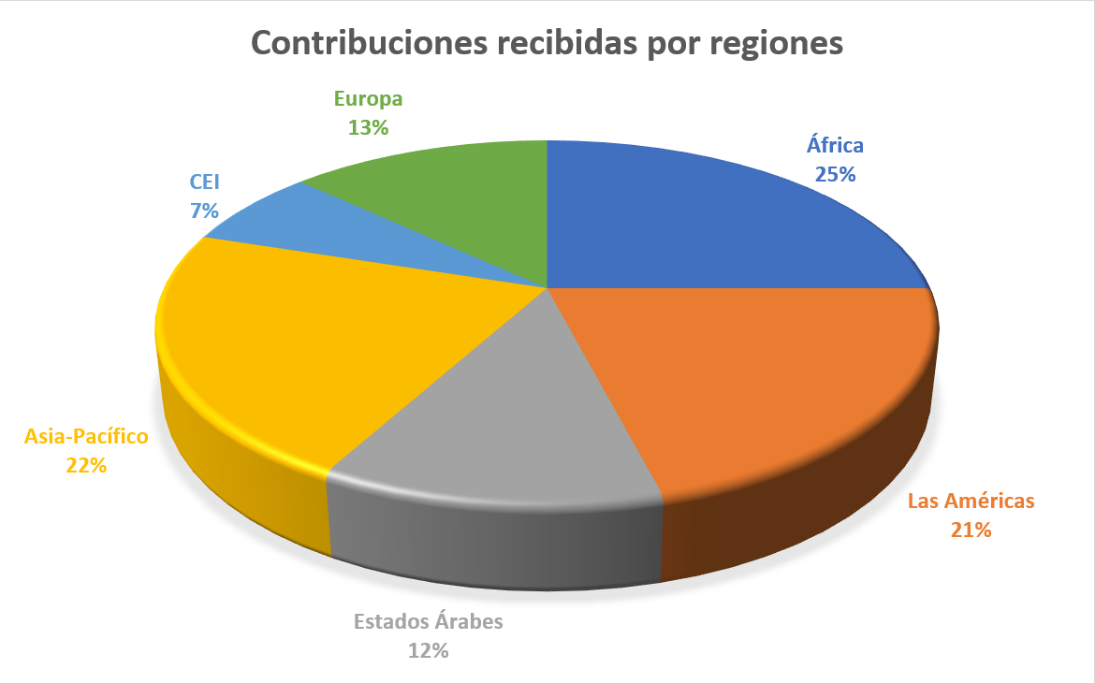 Contribuciones recibidas por regiones
Europa
13%
África
25%
CEI
7%
Asia-Pacífico
22%
Las Américas
21%
Estados Árabes
12%